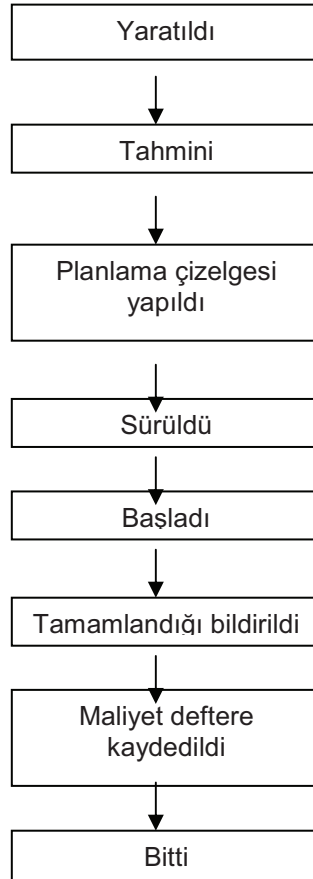 Yaratıldı
Tahmini
Planlama çizelgesi
yapıldı
Sürüldü
Başladı
Tamamlandığı bildirildi
Maliyet deftere
kaydedildi
Bitti